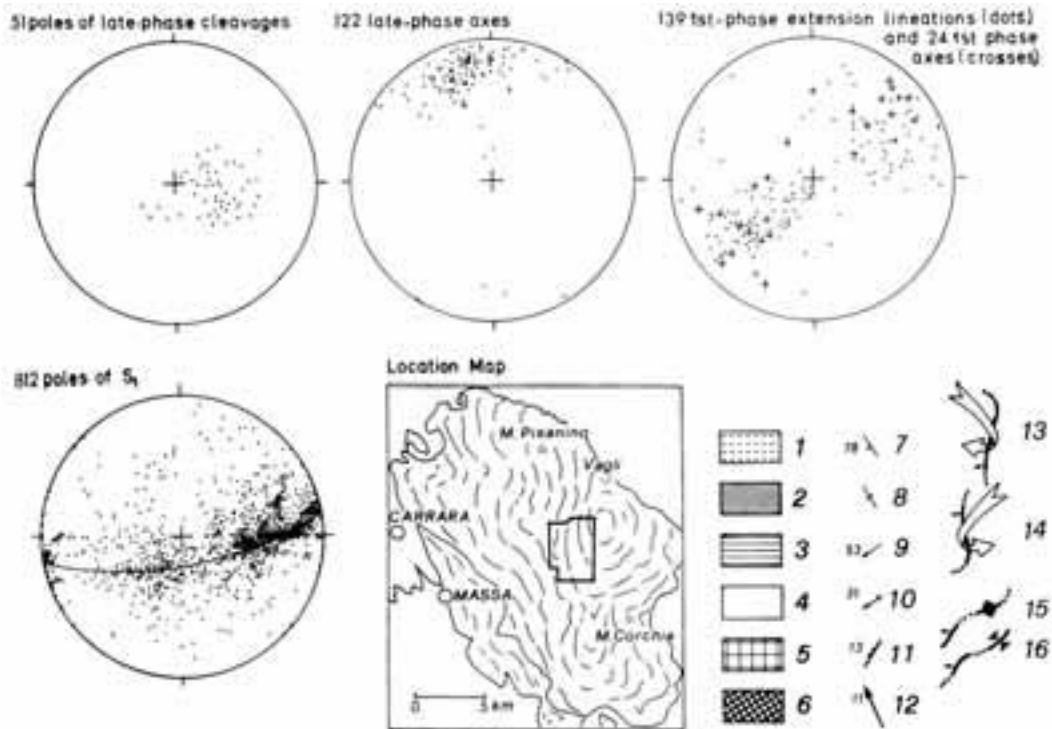 51 poles of late-phase cleavages
122 late-phase axes
139 1st-phase extension lineations (dots)
and 24 1st phase
axes (crosses)
812 poles of S1
Location Map
M. Pisanino
Vagli
CARRARA
MASSA
M. Corchia
0 5 km
1
2
3
4
5
6
7
8
9
10
11
12
13
14
15
16